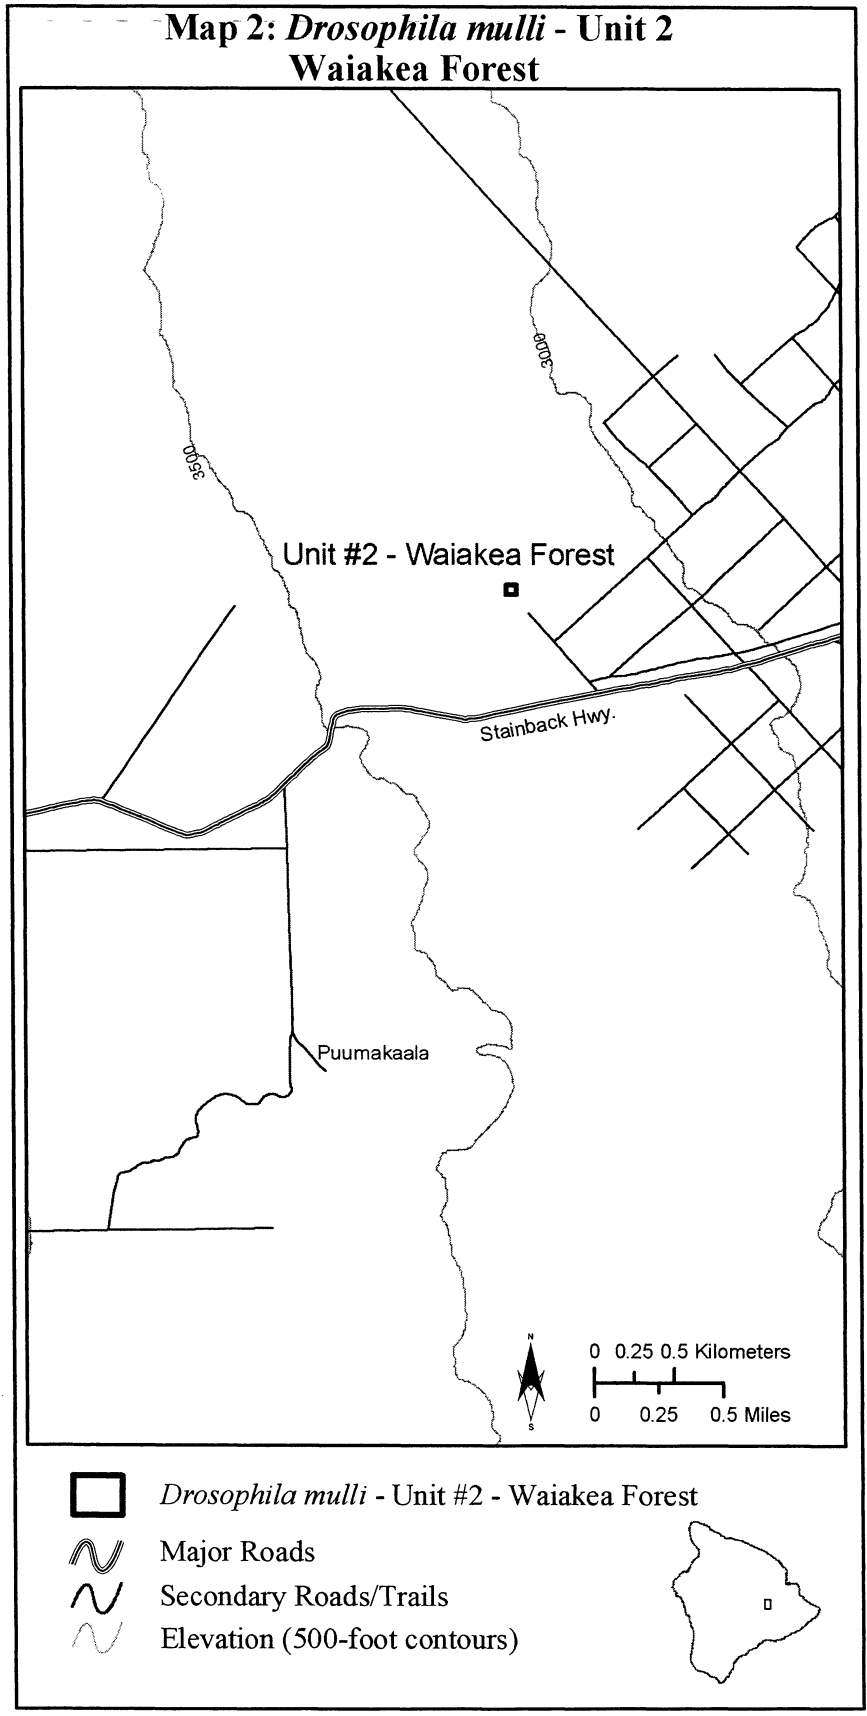 Map 2: Drosophila mulli - Unit 2
Waiakea Forest
3000
3500
Unit #2 - Waiakea Forest
Stainback Hwy.
Puumakaala
N
S
0 0.25 0.5 Kilometers
0 0.25 0.5 Miles
Drosophila mulli - Unit #2 - Waiakea Forest
Major Roads
Secondary Roads/Trails
Elevation (500-foot contours)